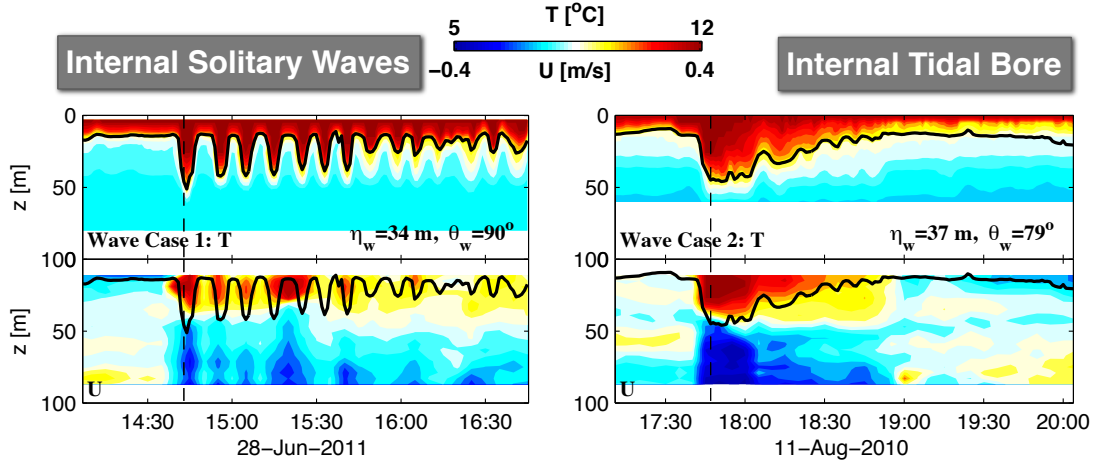 T [°C]
5 12
Internal Solitary Waves
−0.4 U [m/s] 0.4
Internal Tidal Bore
0
z [m]
50
Wave Case 1: T η_w=34 m, θ_w=90°
100
0
50
Wave Case 2: T η_w=37 m, θ_w=79°
100
z [m]
50
U
100
14:30 15:00 15:30 16:00 16:30
28−Jun−2011
50
U
100
17:30 18:00 18:30 19:00 19:30 20:00
11−Aug−2010